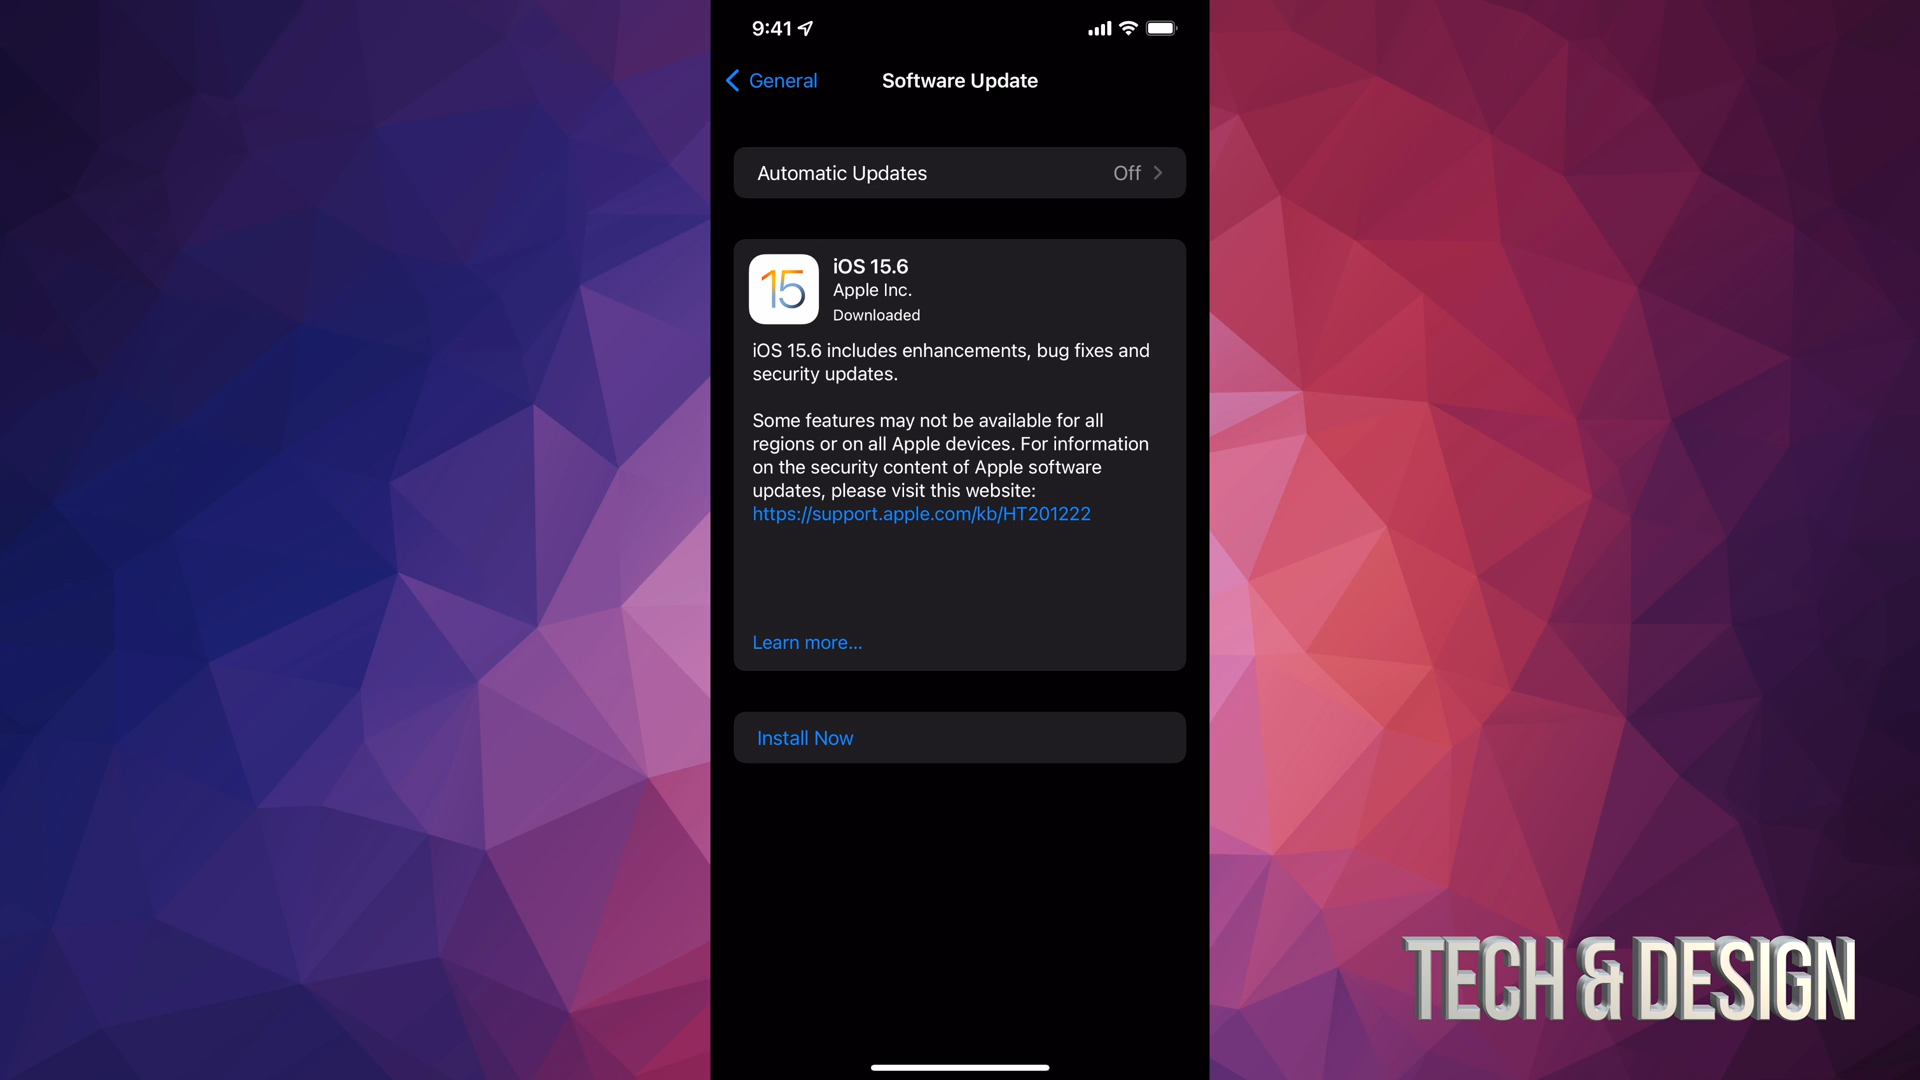 9:41
General
Software Update
Automatic Updates
Off
15
iOS 15.6
Apple Inc.
Downloaded
iOS 15.6 includes enhancements, bug fixes and
security updates.
Some features may not be available for all
regions or on all Apple devices. For information
on the security content of Apple software
updates, please visit this website:
https://support.apple.com/kb/HT201222
Learn more...
Install Now
TECH & DESIGN